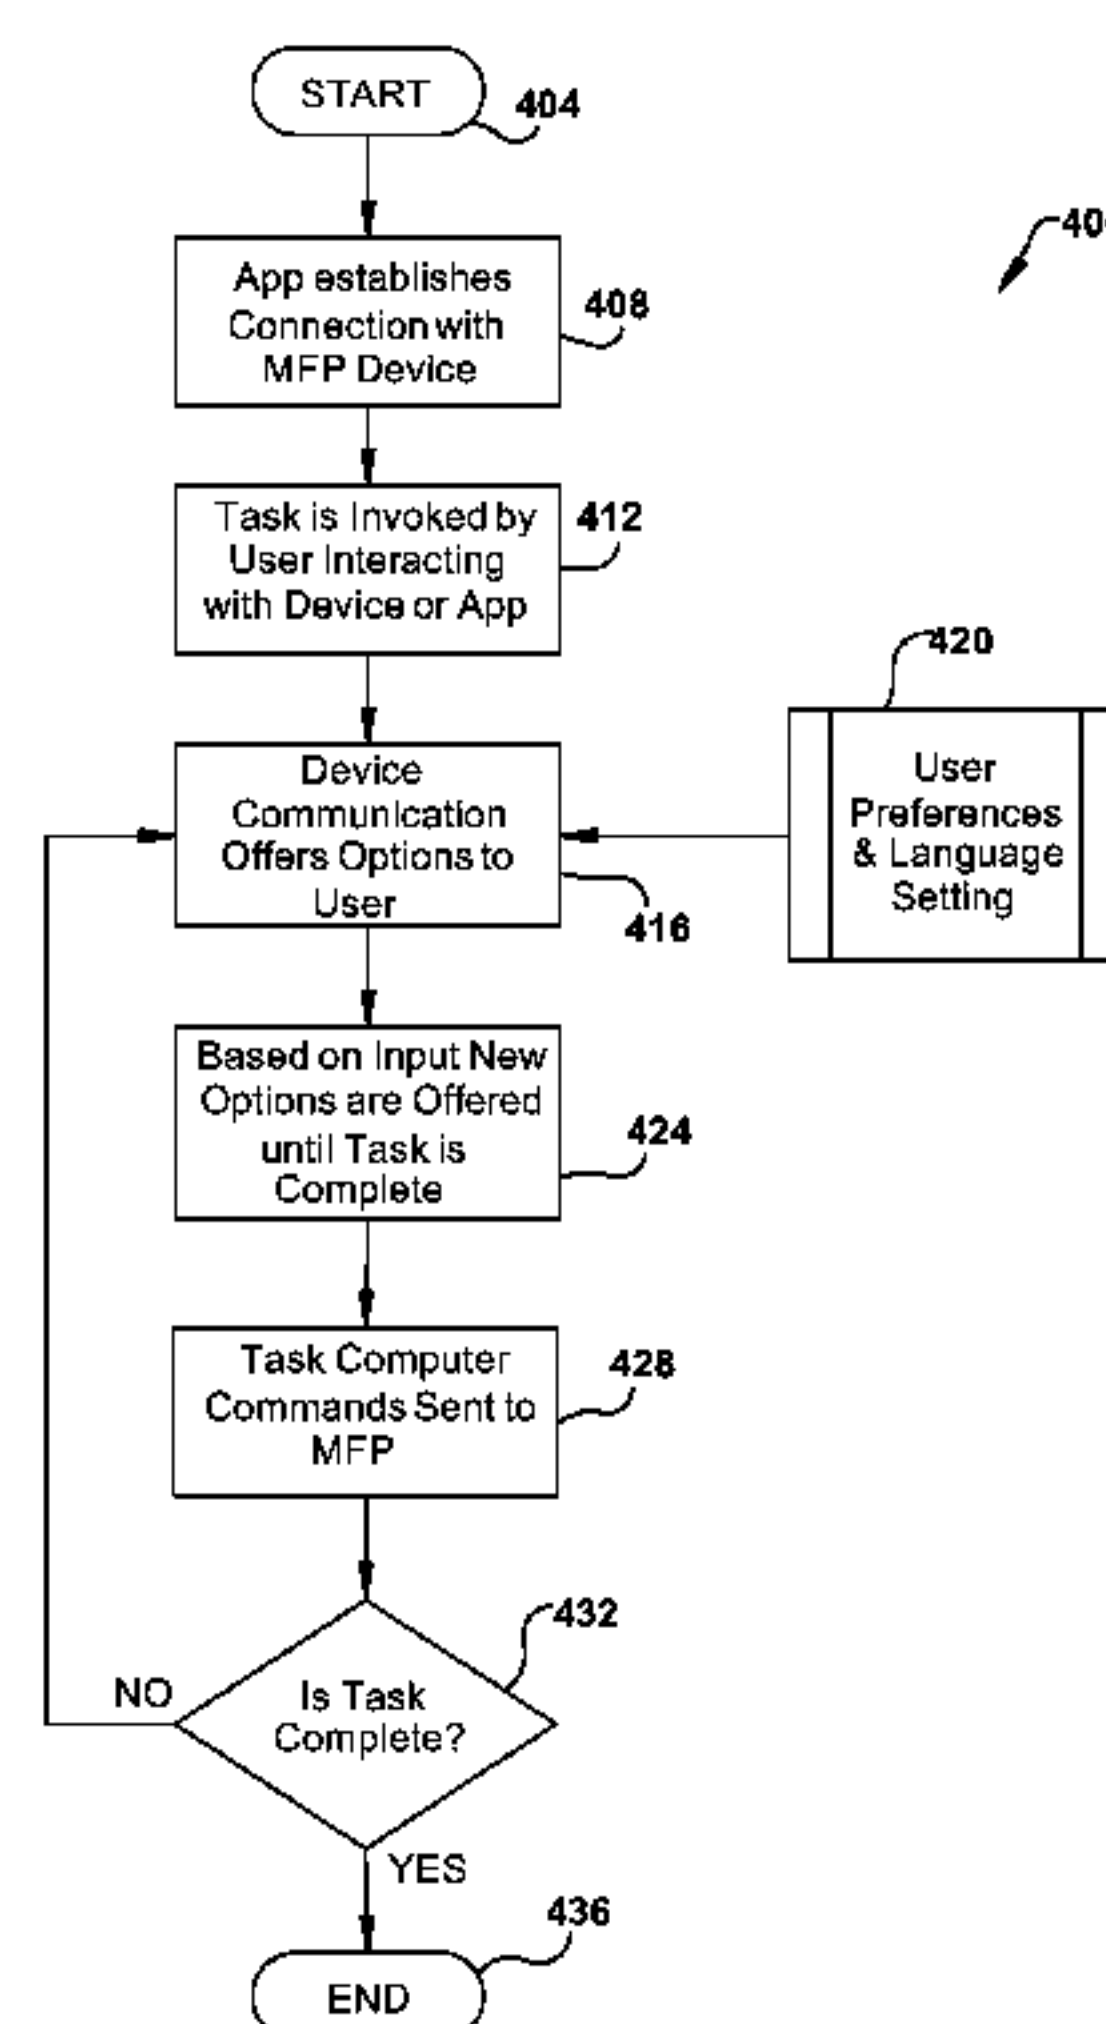 START
404
40
App establishes
Connection with
MFP Device
408
Task is Invoked by
User Interacting
with Device or App
412
420
User
Preferences
& Language
Setting
Device
Communication
Offers Options to
User
416
Based on Input New
Options are Offered
until Task is
Complete
424
Task Computer
Commands Sent to
MFP
428
432
Is Task
Complete?
NO
YES
436
END